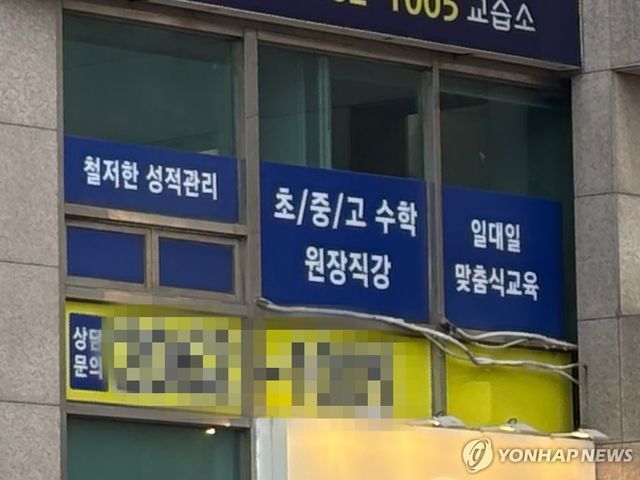 1005 교습소
철저한 성적관리
초/중/고 수학
원장직강
일대일
맞춤식교육
상담
문의
YONHAP NEWS